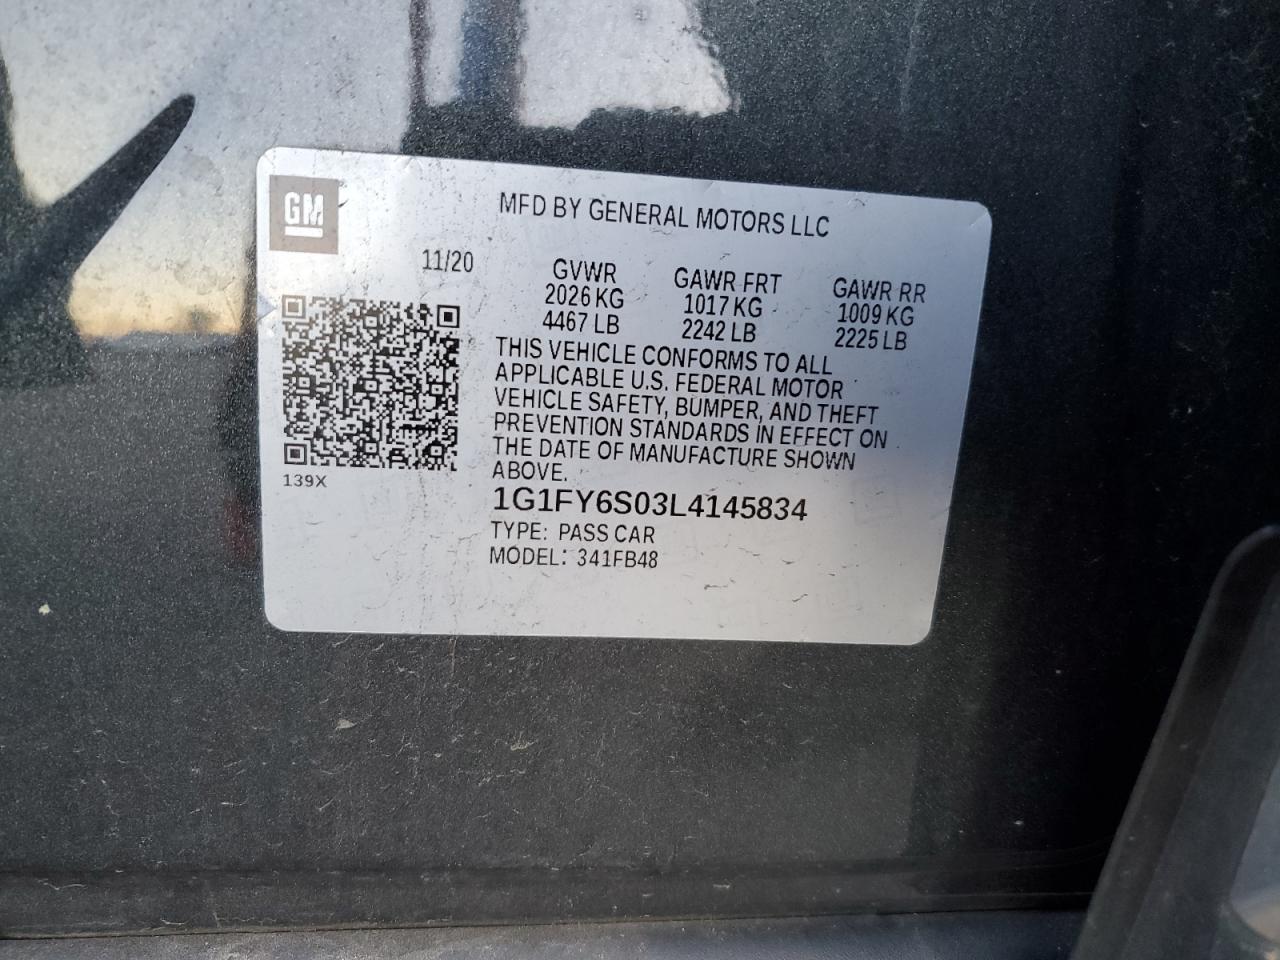 GM
MFD BY GENERAL MOTORS LLC
11/20
GVWR
2026 KG
4467 LB
GAWR FRT
1017 KG
2242 LB
GAWR RR
1009 KG
2225 LB
THIS VEHICLE CONFORMS TO ALL
APPLICABLE U.S. FEDERAL MOTOR
VEHICLE SAFETY, BUMPER, AND THEFT
PREVENTION STANDARDS IN EFFECT ON
THE DATE OF MANUFACTURE SHOWN
ABOVE.
139X
1G1FY6S03L4145834
TYPE: PASS CAR
MODEL: 341FB48